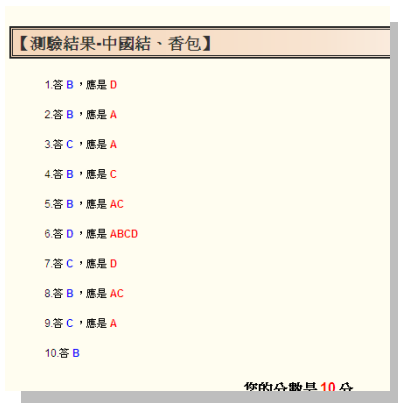 【測驗結果-中國結、香包】
1.答 B ，應是 D
2.答 B ，應是 A
3.答 C ，應是 A
4.答 B ，應是 C
5.答 B ，應是 AC
6.答 D ，應是 ABCD
7.答 C ，應是 D
8.答 B ，應是 AC
9.答 C ，應是 A
10.答 B
您的分數是 10 分